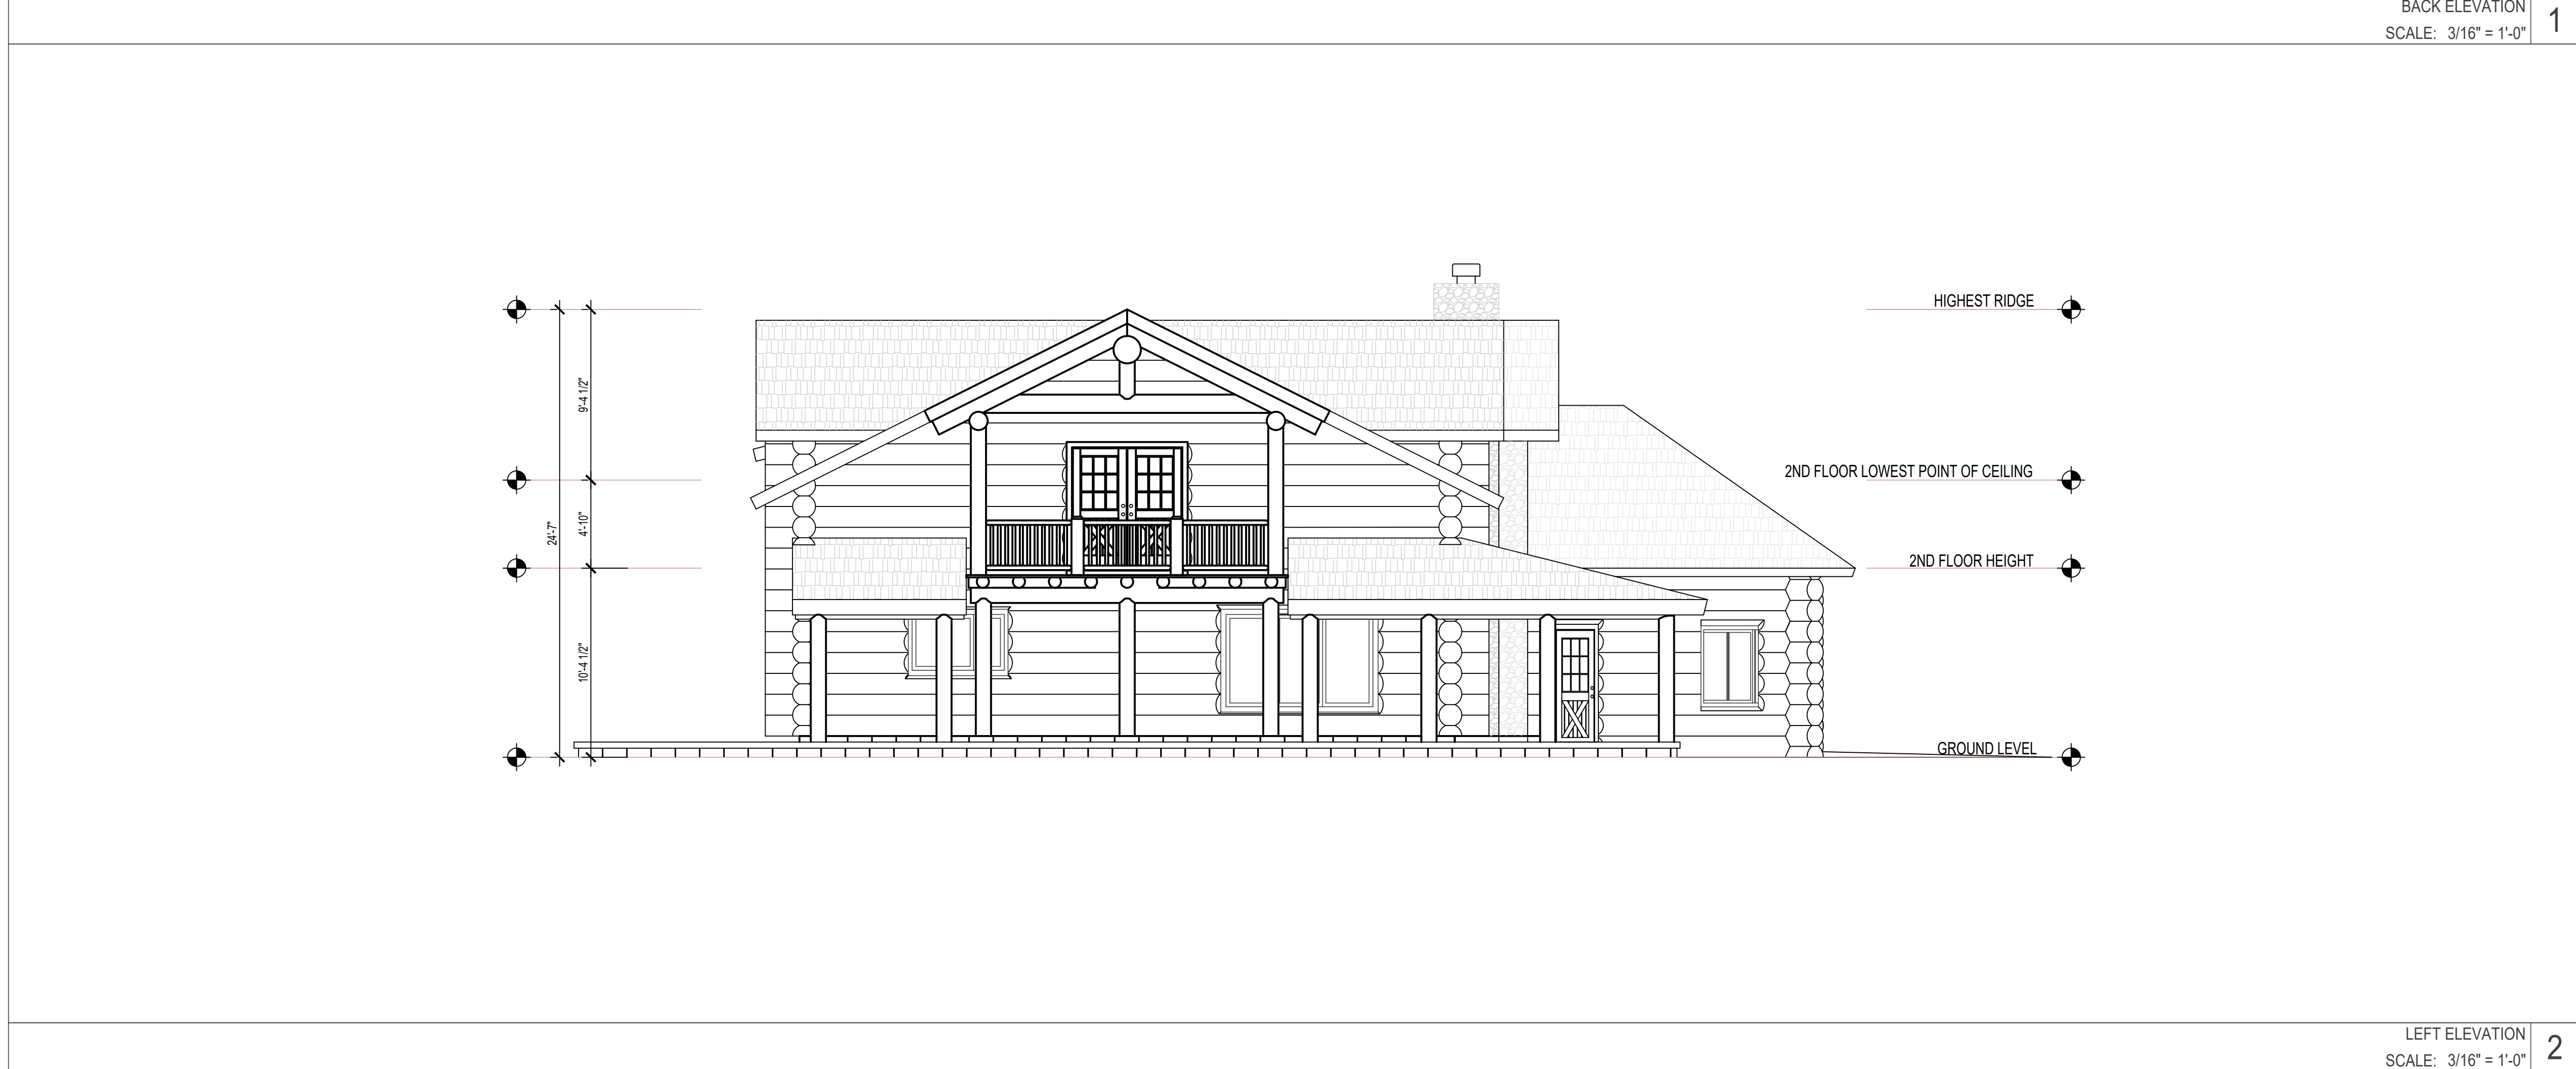 BACK ELEVATION
SCALE: 3/16" = 1'-0"
1
HIGHEST RIDGE
9'-4 1/2"
2ND FLOOR LOWEST POINT OF CEILING
4'-10"
24'-7"
2ND FLOOR HEIGHT
10'-4 1/2"
GROUND LEVEL
LEFT ELEVATION
SCALE: 3/16" = 1'-0"
2